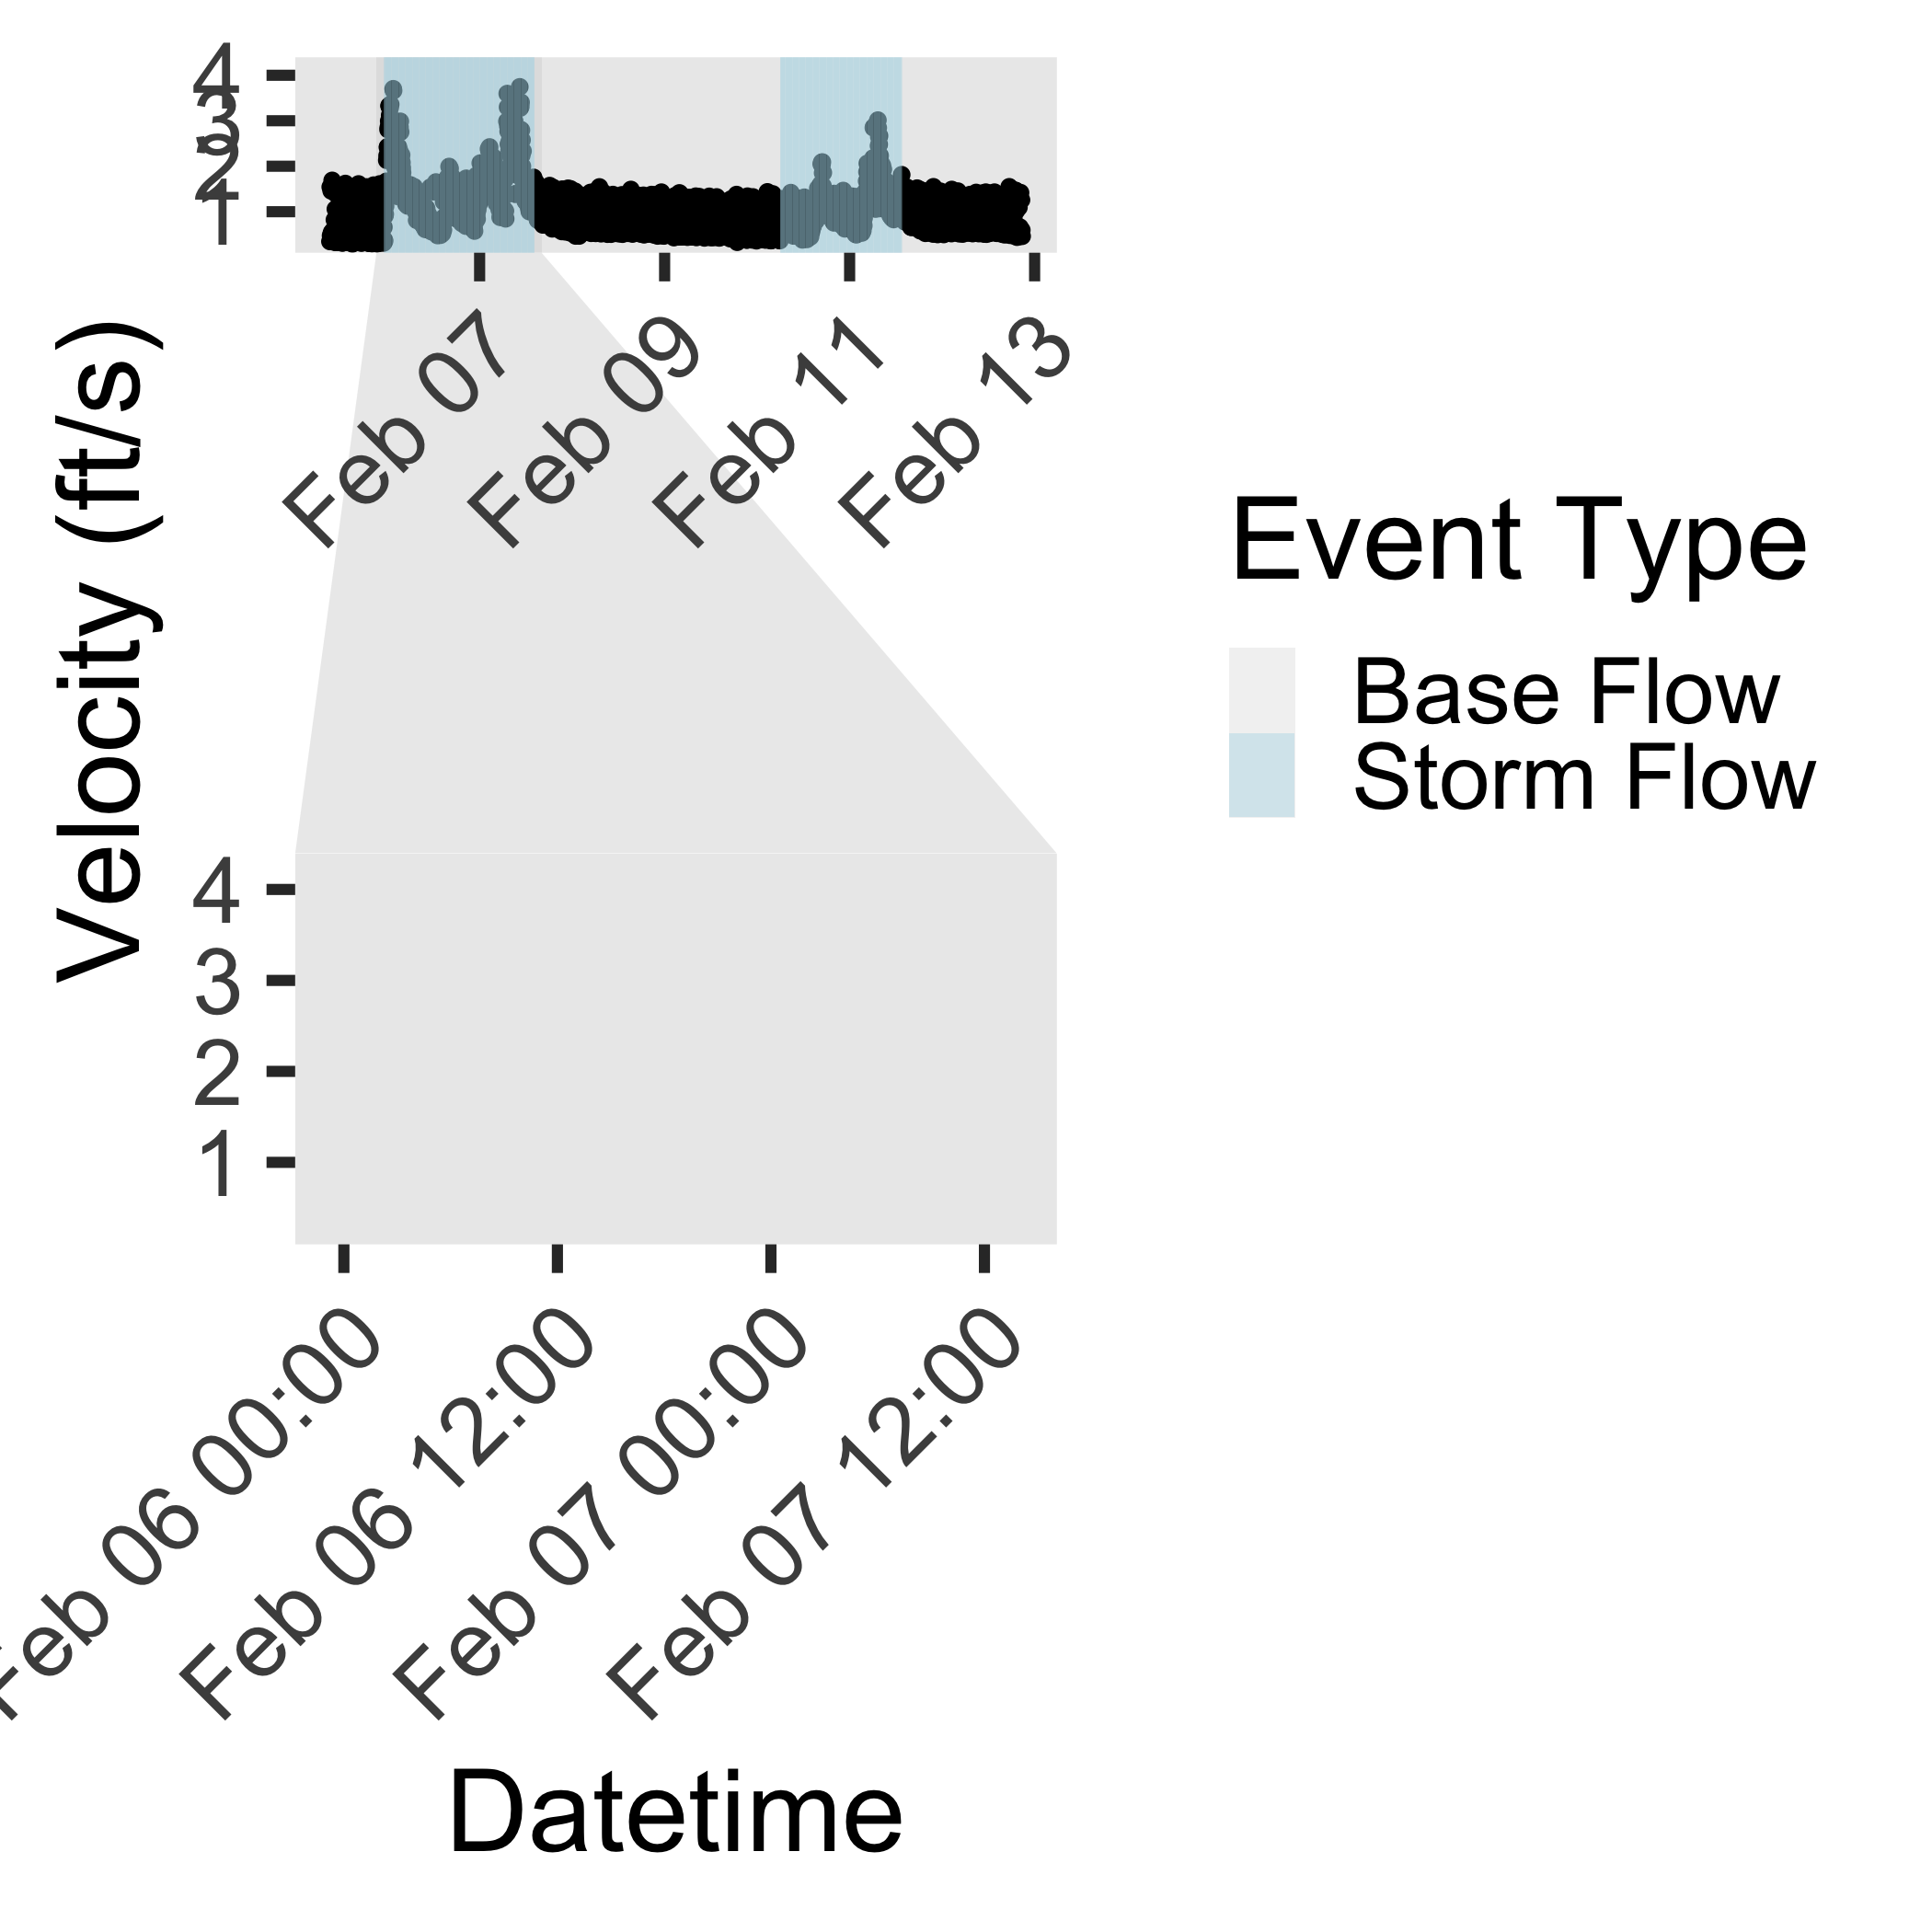 Velocity (ft/s)
4
3
2
1
Feb 07
Feb 09
Feb 11
Feb 13
Event Type
Base Flow
Storm Flow
4
3
2
1
Feb 06 00:00
Feb 06 12:00
Feb 07 00:00
Feb 07 12:00
Datetime